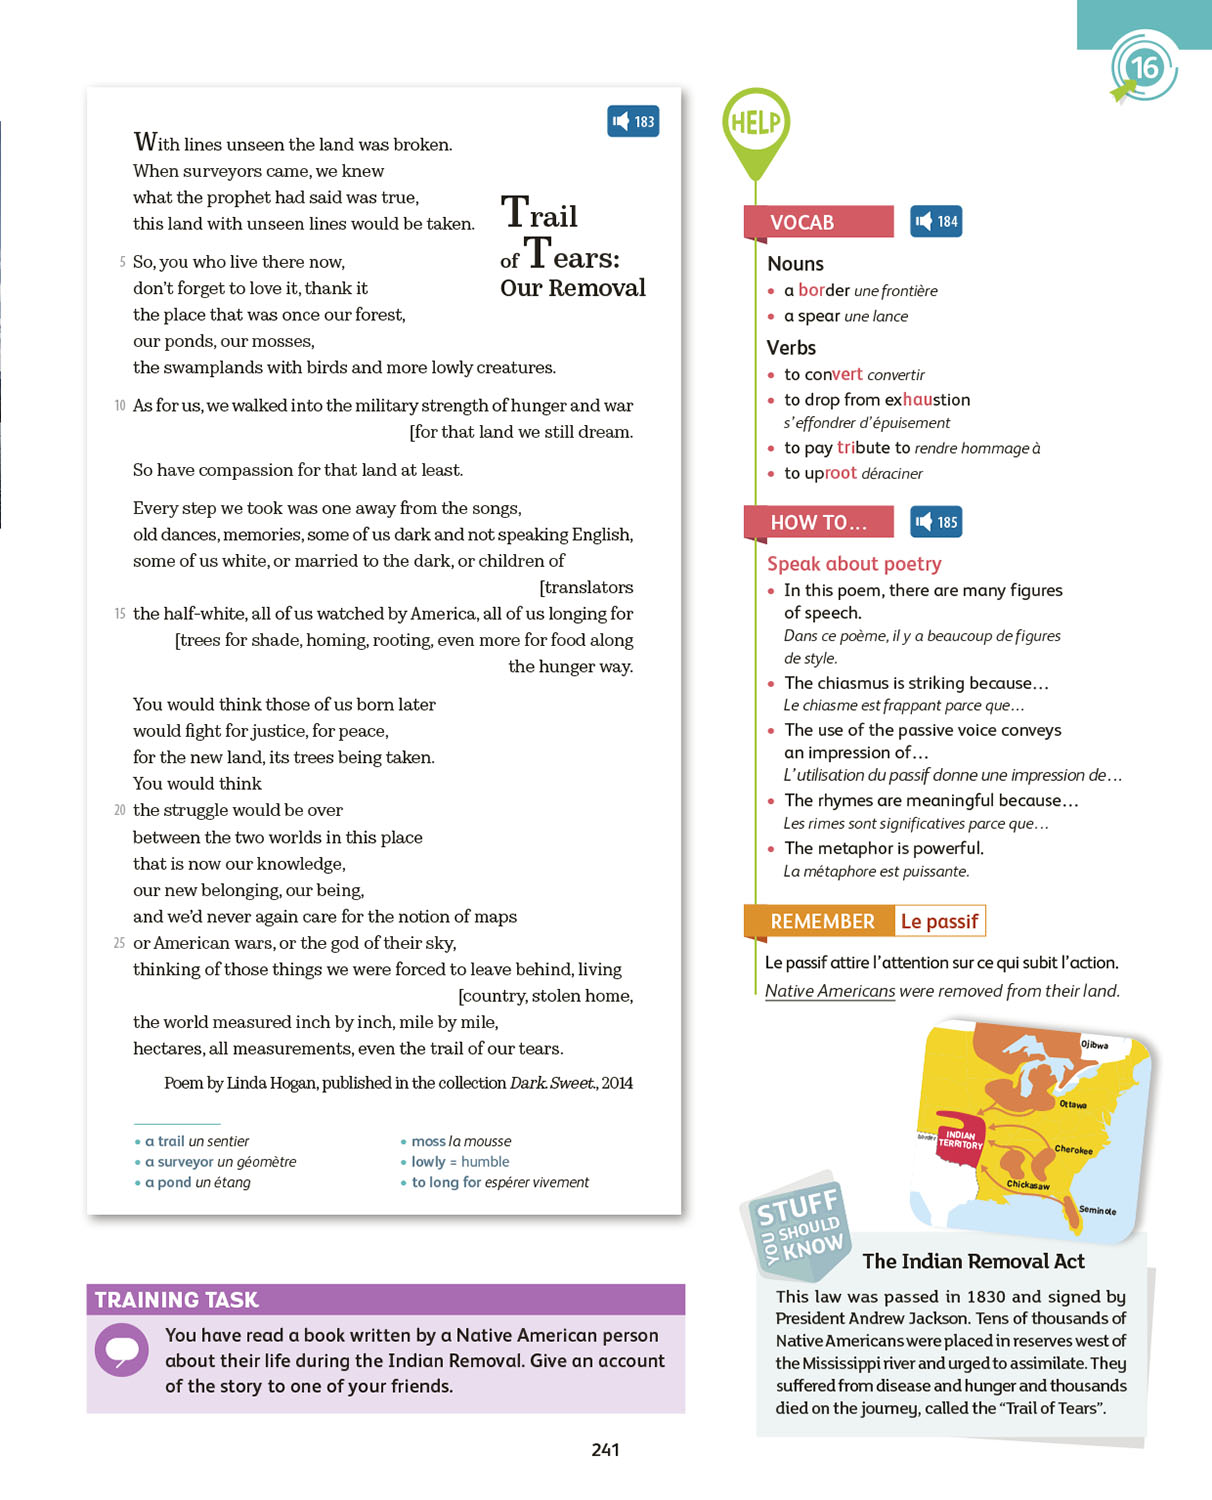 16
183
With lines unseen the land was broken.
When surveyors came, we knew
what the prophet had said was true,
this land with unseen lines would be taken.
Trail
of Tears:
Our Removal
5 So, you who live there now,
don't forget to love it, thank it
the place that was once our forest,
our ponds, our mosses,
the swamplands with birds and more lowly creatures.
10 As for us, we walked into the military strength of hunger and war
[for that land we still dream.
So have compassion for that land at least.
Every step we took was one away from the songs,
old dances, memories, some of us dark and not speaking English,
some of us white, or married to the dark, or children of
[translators
15 the half-white, all of us watched by America, all of us longing for
[trees for shade, homing, rooting, even more for food along
the hunger way.
You would think those of us born later
would fight for justice, for peace,
for the new land, its trees being taken.
You would think
20 the struggle would be over
between the two worlds in this place
that is now our knowledge,
our new belonging, our being,
and we'd never again care for the notion of maps
25 or American wars, or the god of their sky,
thinking of those things we were forced to leave behind, living
[country, stolen home,
the world measured inch by inch, mile by mile,
hectares, all measurements, even the trail of our tears.
Poem by Linda Hogan, published in the collection Dark. Sweet., 2014
• a trail un sentier
• a surveyor un géomètre
• a pond un étang
• moss la mousse
• lowly = humble
• to long for espérer vivement
TRAINING TASK
You have read a book written by a Native American person
about their life during the Indian Removal. Give an account
of the story to one of your friends.
HELP
VOCAB
184
Nouns
• a border une frontière
• a spear une lance
Verbs
• to convert convertir
• to drop from exhaustion
s'effondrer d'épuisement
• to pay tribute to rendre hommage à
• to uproot déraciner
HOW TO...
185
Speak about poetry
• In this poem, there are many figures
of speech.
Dans ce poème, il y a beaucoup de figures
de style.
• The chiasmus is striking because...
Le chiasme est frappant parce que...
• The use of the passive voice conveys
an impression of...
L'utilisation du passif donne une impression de...
• The rhymes are meaningful because...
Les rimes sont significatives parce que...
• The metaphor is powerful.
La métaphore est puissante.
REMEMBER Le passif
Le passif attire l'attention sur ce qui subit l'action.
Native Americans were removed from their land.
Ojibwa
Ottawa
border
INDIAN
TERRITORY
Cherokee
Chickasaw
Seminole
STUFF
YOU SHOULD
KNOW
The Indian Removal Act
This law was passed in 1830 and signed by
President Andrew Jackson. Tens of thousands of
Native Americans were placed in reserves west of
the Mississippi river and urged to assimilate. They
suffered from disease and hunger and thousands
died on the journey, called the "Trail of Tears".
241